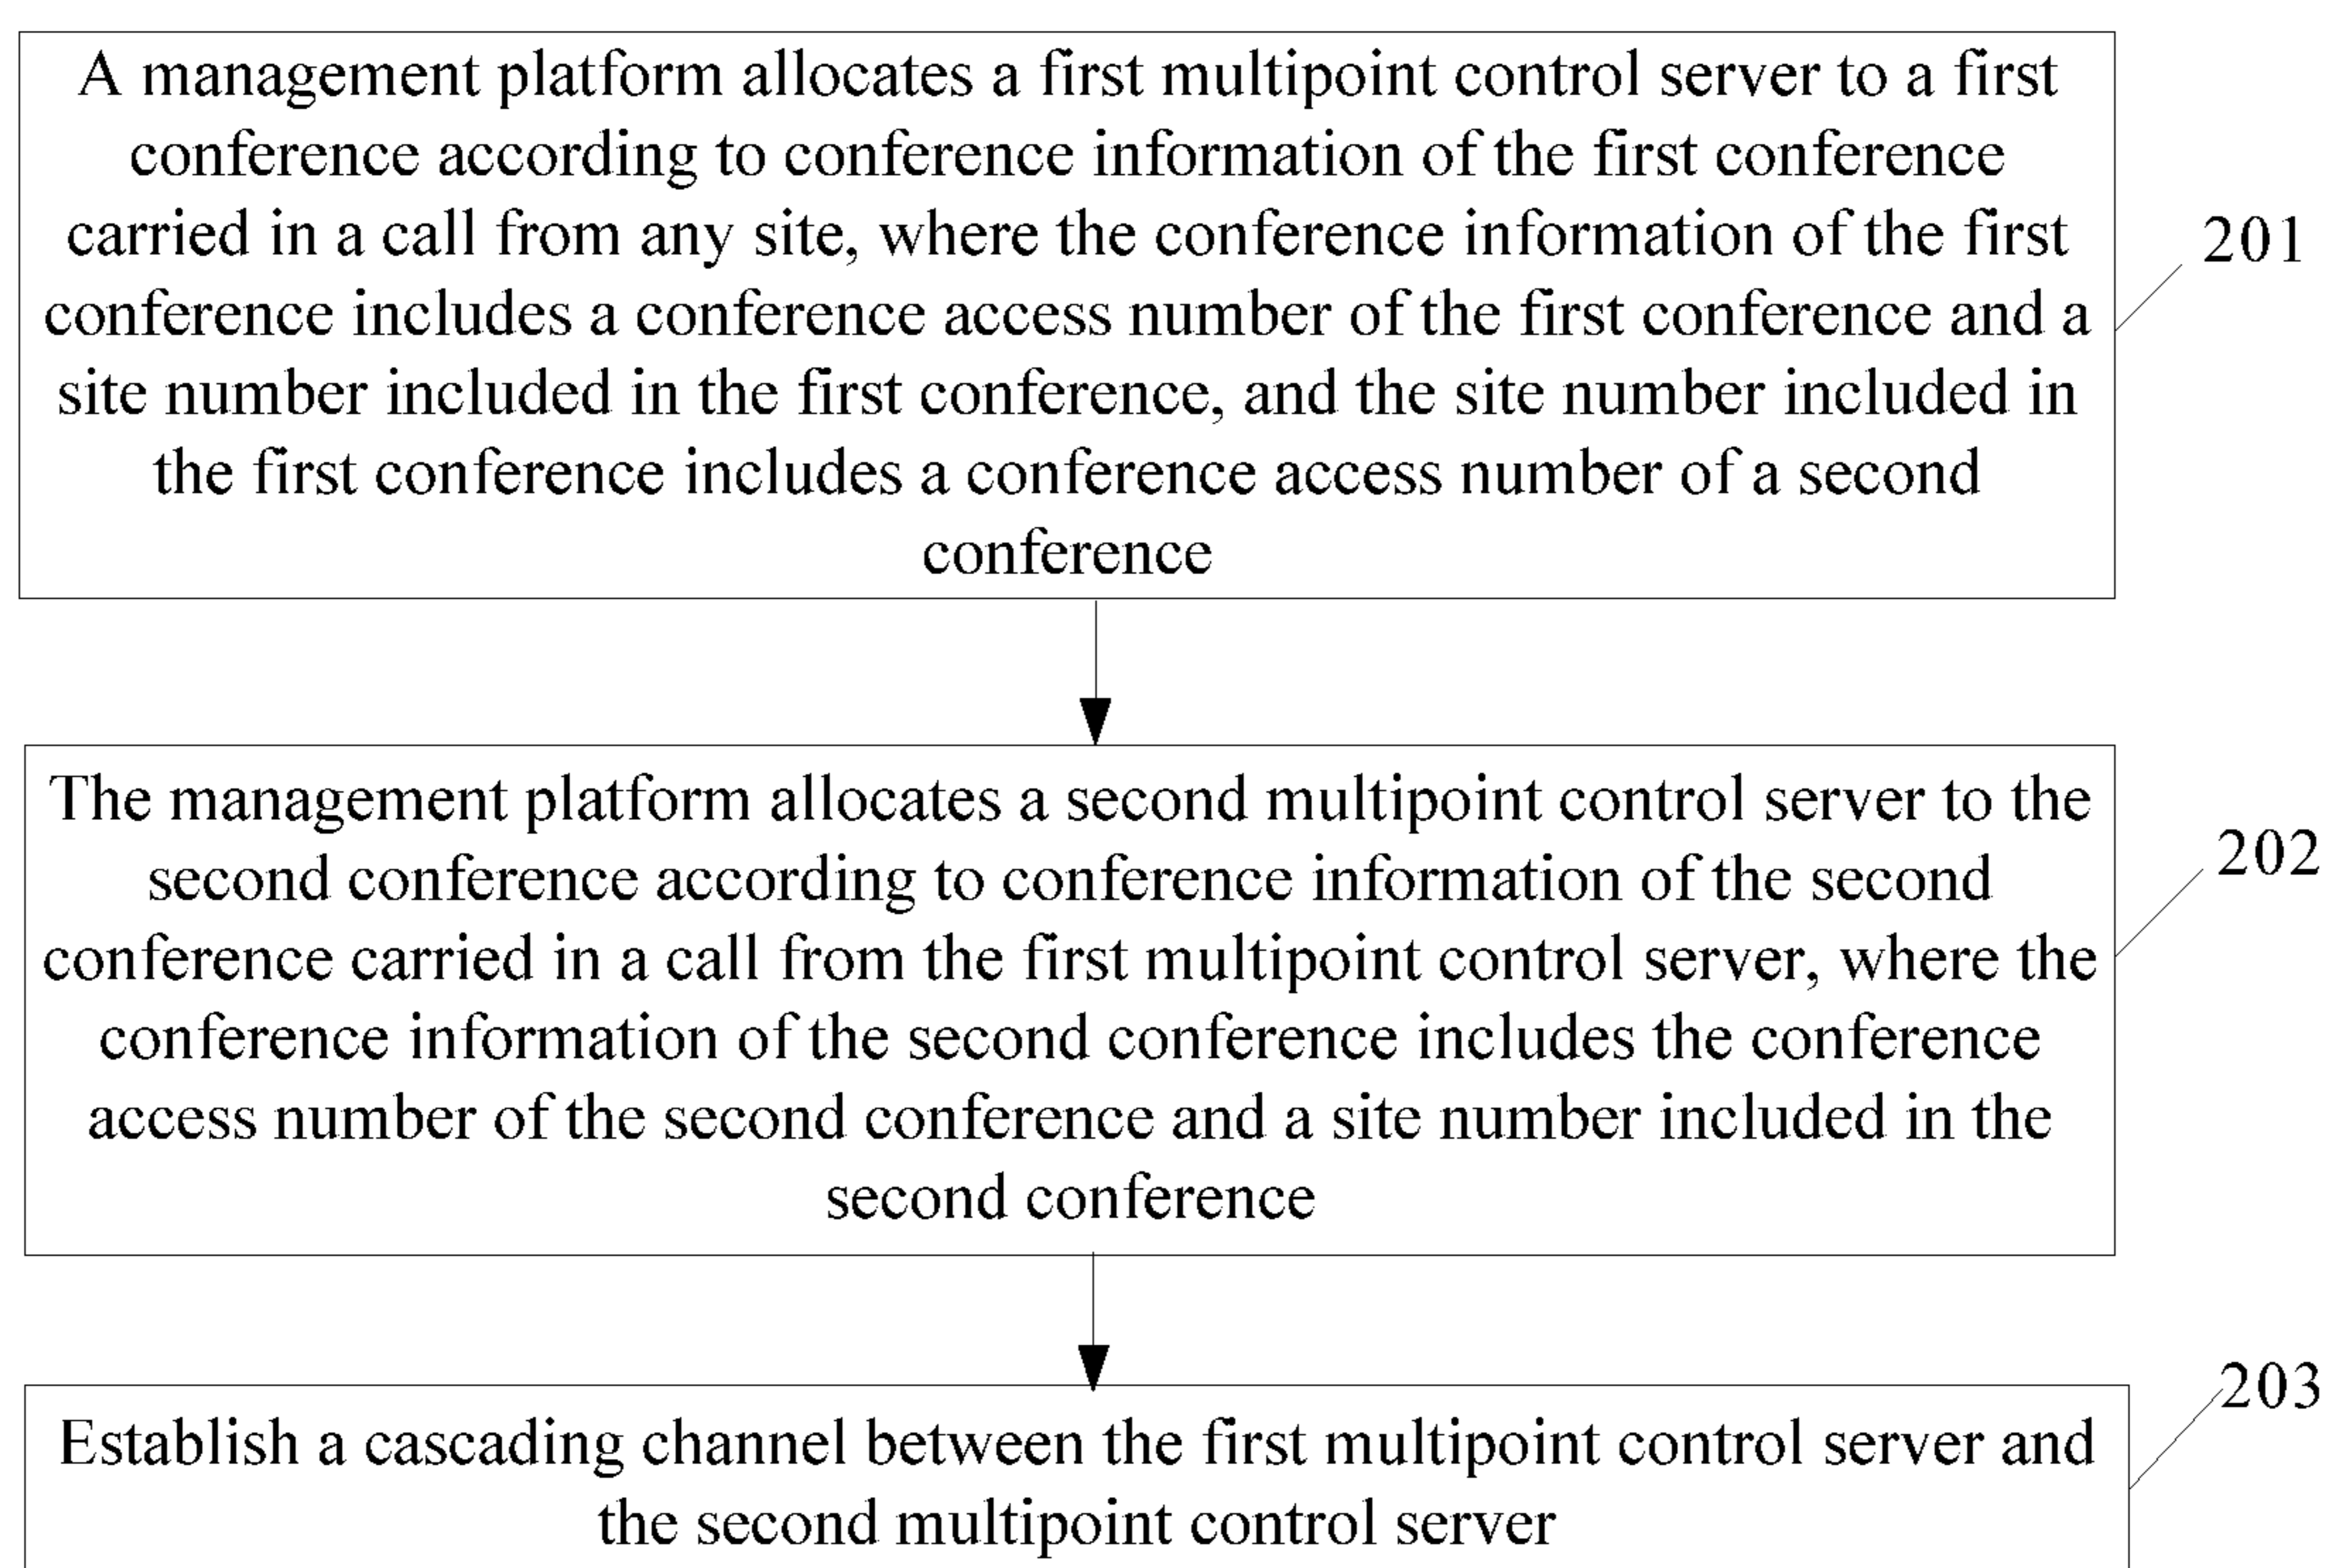 A management platform allocates a first multipoint control server to a first
conference according to conference information of the first conference
carried in a call from any site, where the conference information of the first
conference includes a conference access number of the first conference and a
site number included in the first conference, and the site number included in
the first conference includes a conference access number of a second
conference
201
The management platform allocates a second multipoint control server to the
second conference according to conference information of the second
conference carried in a call from the first multipoint control server, where the
conference information of the second conference includes the conference
access number of the second conference and a site number included in the
second conference
202
Establish a cascading channel between the first multipoint control server and
the second multipoint control server
203